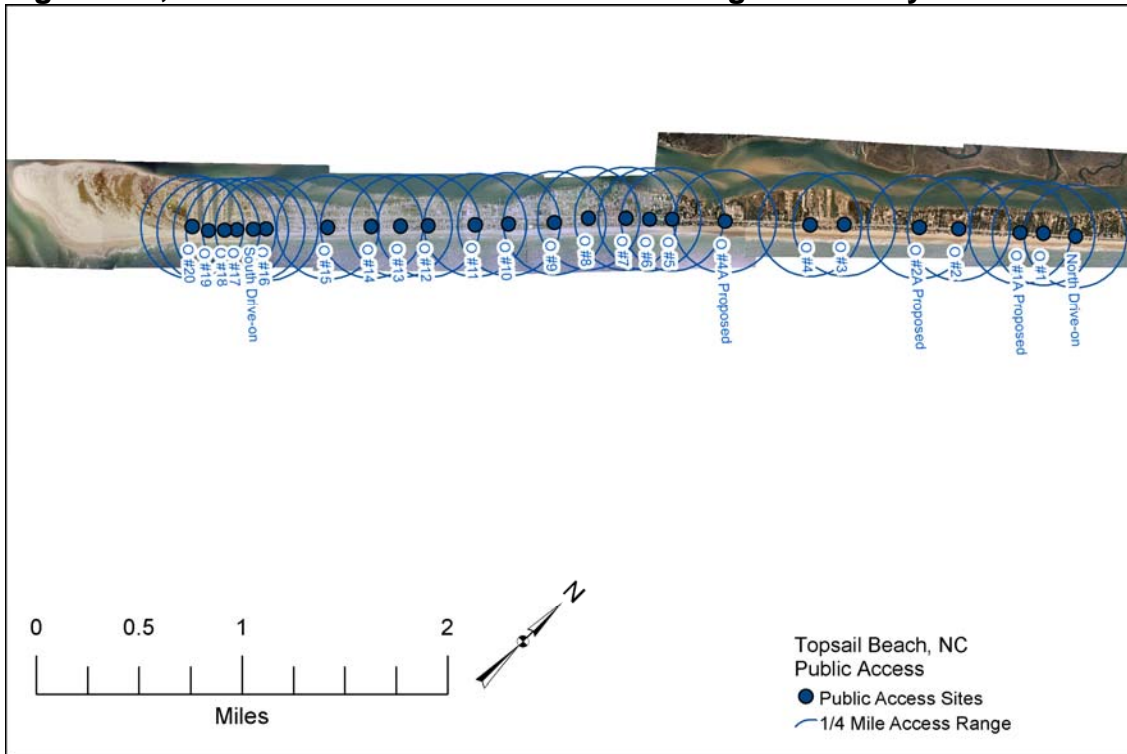 O #20
O #19
O #18
O #17
South Drive-on
O #16
O #15
O #14
O #13
O #12
O #11
O #10
O #9
O #8
O #7
O #6
O #5
O #4A Proposed
O #4
O #3
O #2A Proposed
O #2
O #1A Proposed
O #1
North Drive-on
0 0.5 1 2
Miles
N
Topsail Beach, NC
Public Access
Public Access Sites
1/4 Mile Access Range